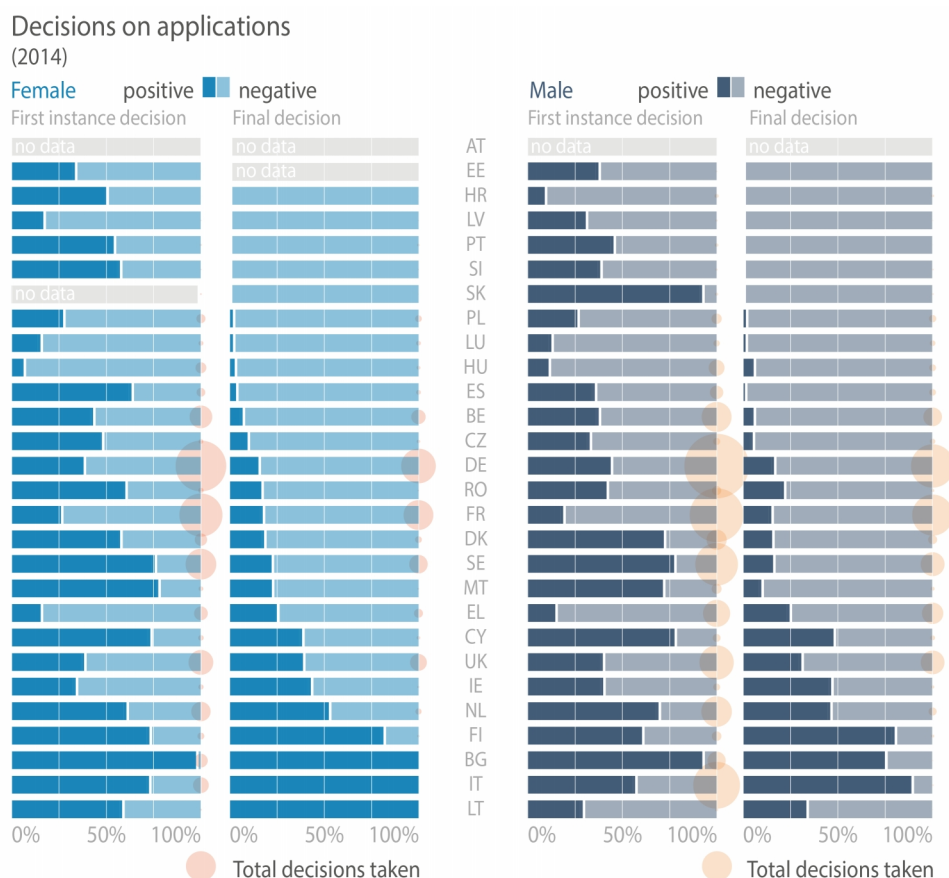 Decisions on applications
(2014)
Female positive negative Male positive negative
First instance decision Final decision First instance decision Final decision
no data no data AT no data no data
no data EE
HR
LV
PT
SI
no data SK
PL
LU
HU
ES
BE
CZ
DE
RO
FR
DK
SE
MT
EL
CY
UK
IE
NL
FI
BG
IT
LT
0% 50% 100% 0% 50% 100% 0% 50% 100% 0% 50% 100%
Total decisions taken Total decisions taken